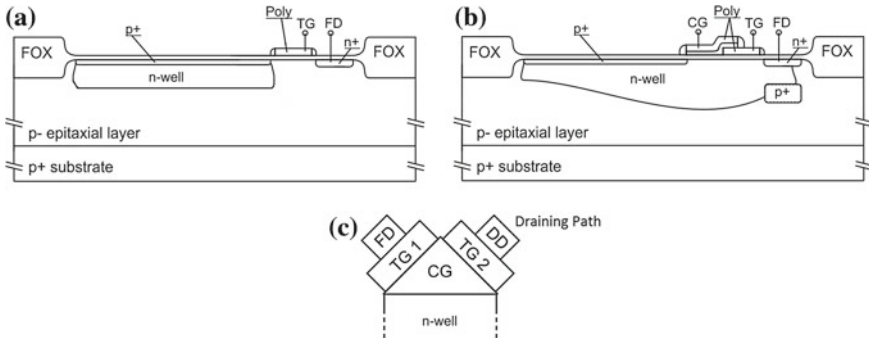 (a)
Poly TG FD
p+
n+
FOX
FOX
n-well
p- epitaxial layer
p+ substrate
(b)
CG Poly TG FD
p+
n+
FOX
FOX
n-well
p+
p- epitaxial layer
p+ substrate
(c)
FD
TG 1
CG
TG 2
DD
Draining Path
n-well